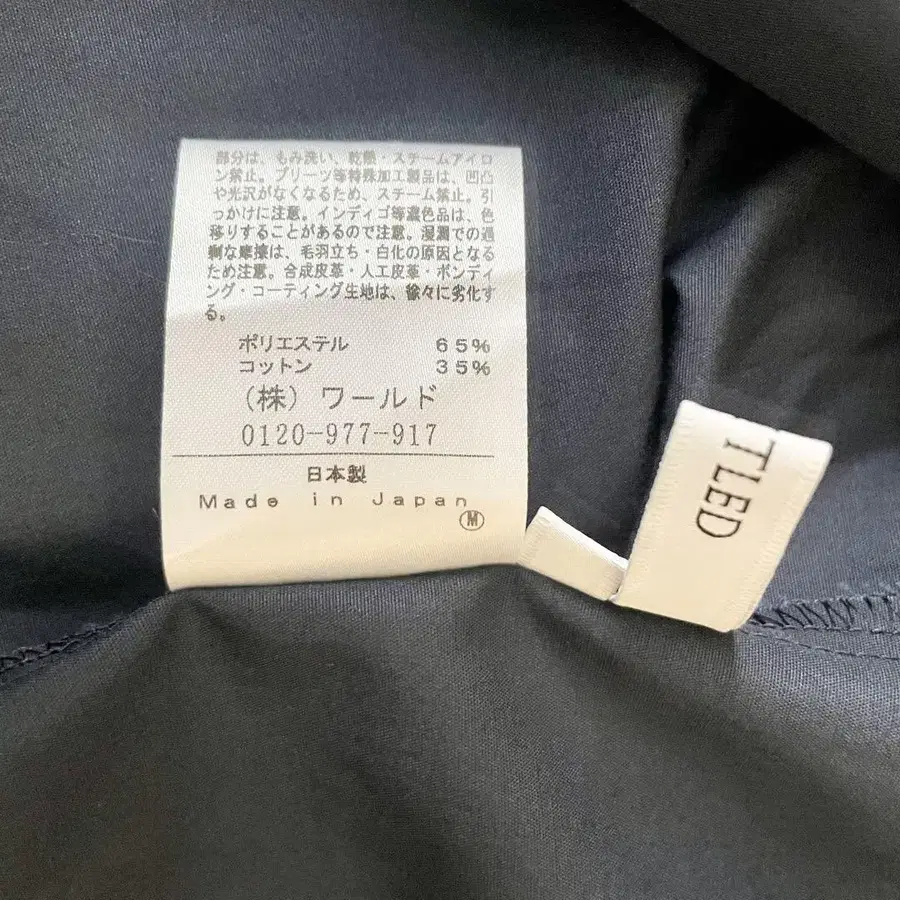 部分は、もみ洗い、乾燥・スチームアイロ
ン禁止。プリーツ等特殊加工製品は、凹凸
や光沢がなくなるため、スチーム禁止。引
っかけに注意。インディゴ等濃色品は、色
移りすることがあるので注意。湿潤での過
剰な摩擦は、毛羽立ち・白化の原因となる
ため注意。合成皮革・人工皮革・ボンディ
ング・コーティング生地は、徐々に劣化す
る。
ポリエステル 65%
コットン 35%
(株)ワールド
0120-977-917
日本製
Made in Japan
M
TLED